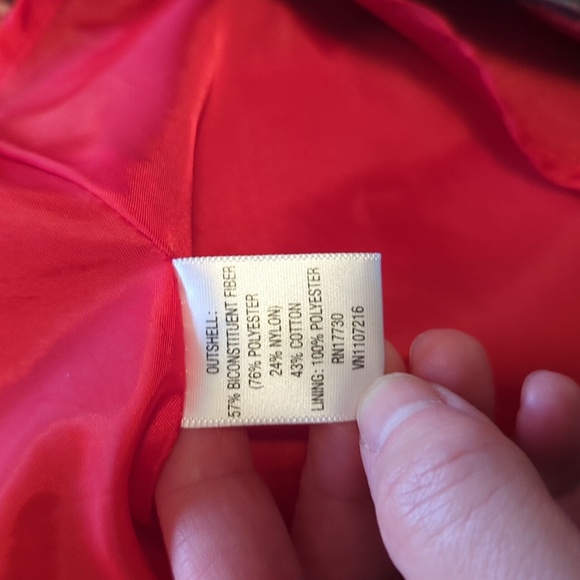 OUTSHELL:
57% BICONSTITUENT FIBER
(76% POLYESTER
24% NYLON)
43% COTTON
LINING: 100% POLYESTER
RN17730
VN1107216